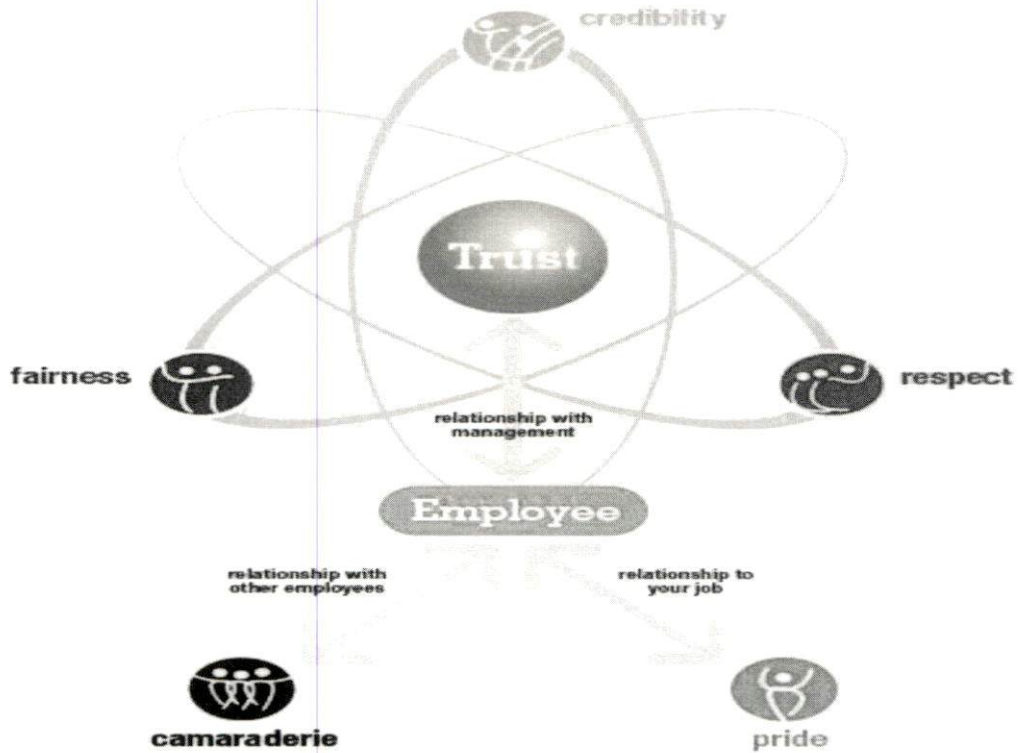 credibility
Trust
fairness
respect
relationship with
management
Employee
relationship with
other employees
relationship to
your job
camaraderie
pride